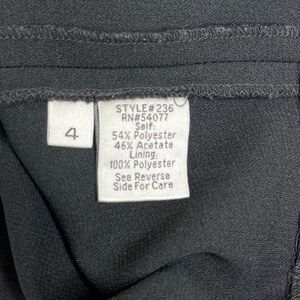 STYLE#236
RN#54077
Self:
54% Polyester
46% Acetate
Lining:
100% Polyester
See Reverse
Side For Care
4